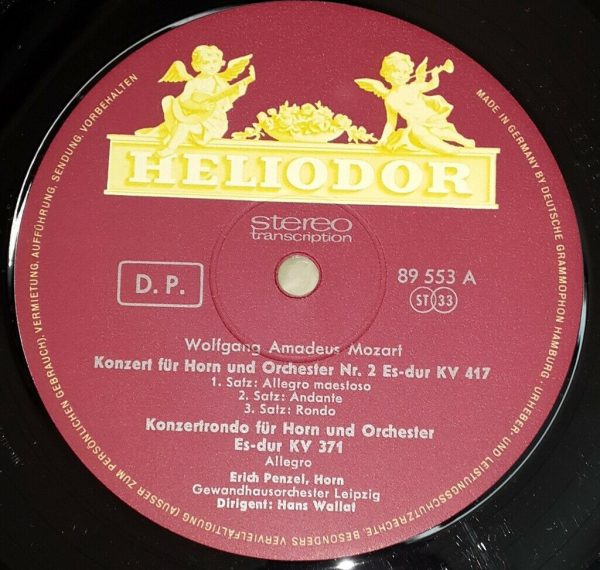 HELIODOR
stereo
transcription
D. P.
89 553 A
ST 33
Wolfgang Amadeus Mozart
Konzert für Horn und Orchester Nr. 2 Es-dur KV 417
1. Satz: Allegro maestoso
2. Satz: Andante
3. Satz: Rondo
Konzertrondo für Horn und Orchester
Es-dur KV 371
Allegro
Erich Penzel, Horn
Gewandhausorchester Leipzig
Dirigent: Hans Wallat
MADE IN GERMANY BY DEUTSCHE GRAMMOPHON HAMBURG · URHEBER- UND LEISTUNGSSCHUTZRECHTE, BESONDERS VERVIELFÄLTIGUNG (AUSSER ZUM PERSÖNLICHEN GEBRAUCH), VERMIETUNG, AUFFÜHRUNG, SENDUNG, VORBEHALTEN